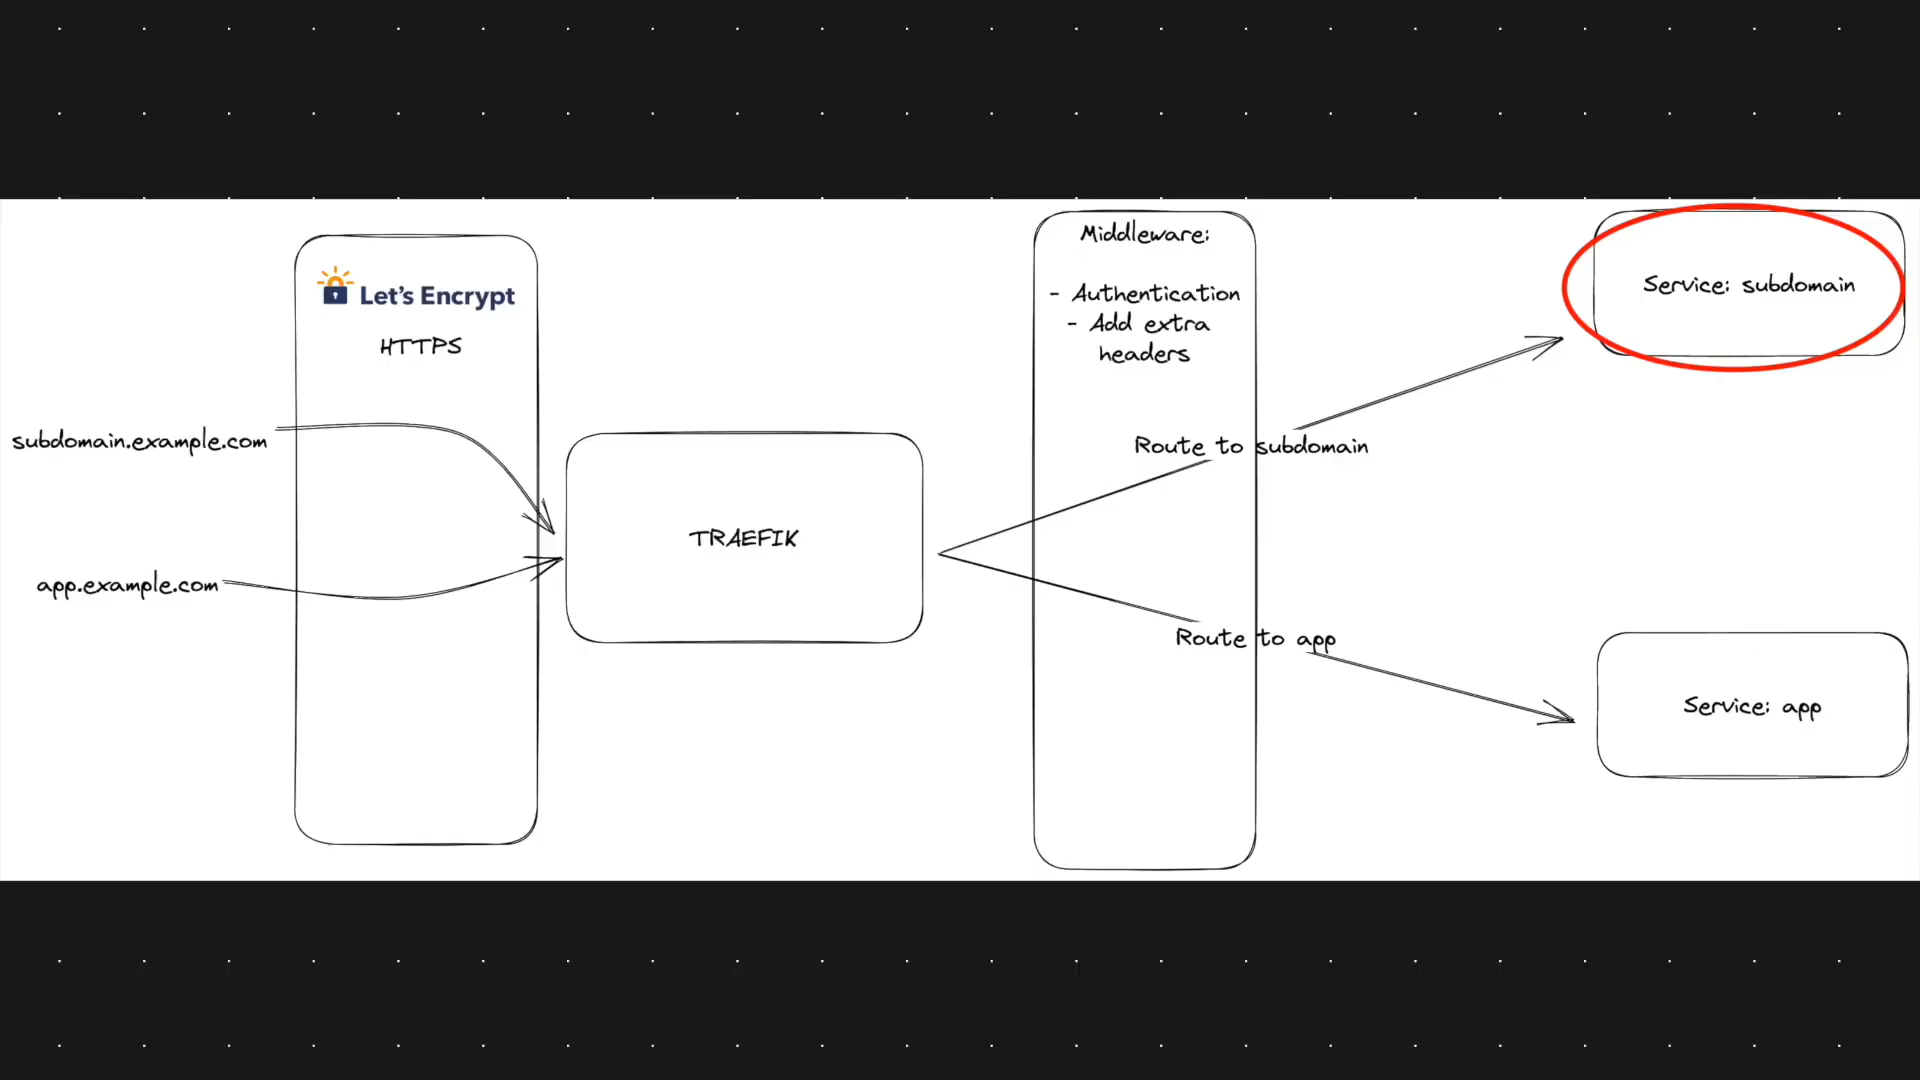 Let's Encrypt
HTTPS
subdomain.example.com
app.example.com
TRAEFIK
Middleware:
- Authentication
- Add extra
headers
Route to subdomain
Route to app
Service: subdomain
Service: app